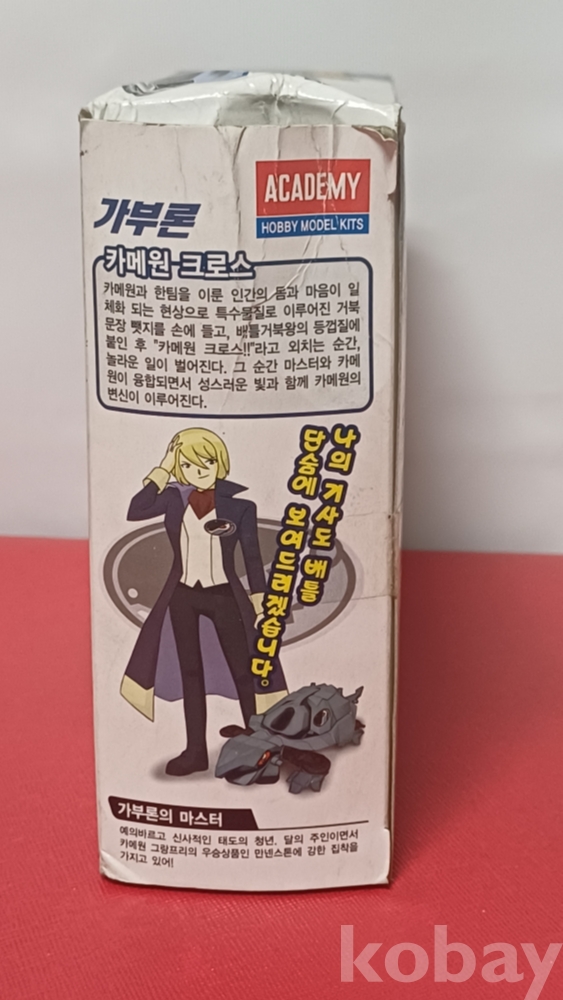 ACADEMY
HOBBY MODEL KITS
가부론
카메원 크로스
카메원과 한팀을 이룬 인간의 몸과 마음이 일
체화 되는 현상으로 특수물질로 이루어진 거북
문장 뺏지를 손에 들고, 배틀거북왕의 등껍질에
붙인 후 "카메원 크로스!!"라고 외치는 순간,
놀라운 일이 벌어진다. 그 순간 마스터와 카메
원이 융합되면서 성스러운 빛과 함께 카메원의
변신이 이루어진다.
나의 기사도 배틀
단숨에 보여드리겠습니다.
가부론의 마스터
예의바르고 신사적인 태도의 청년. 달의 주인이면서
카메원 그랑프리의 우승상품인 만넨스톤에 강한 집착을
가지고 있어!
kobay